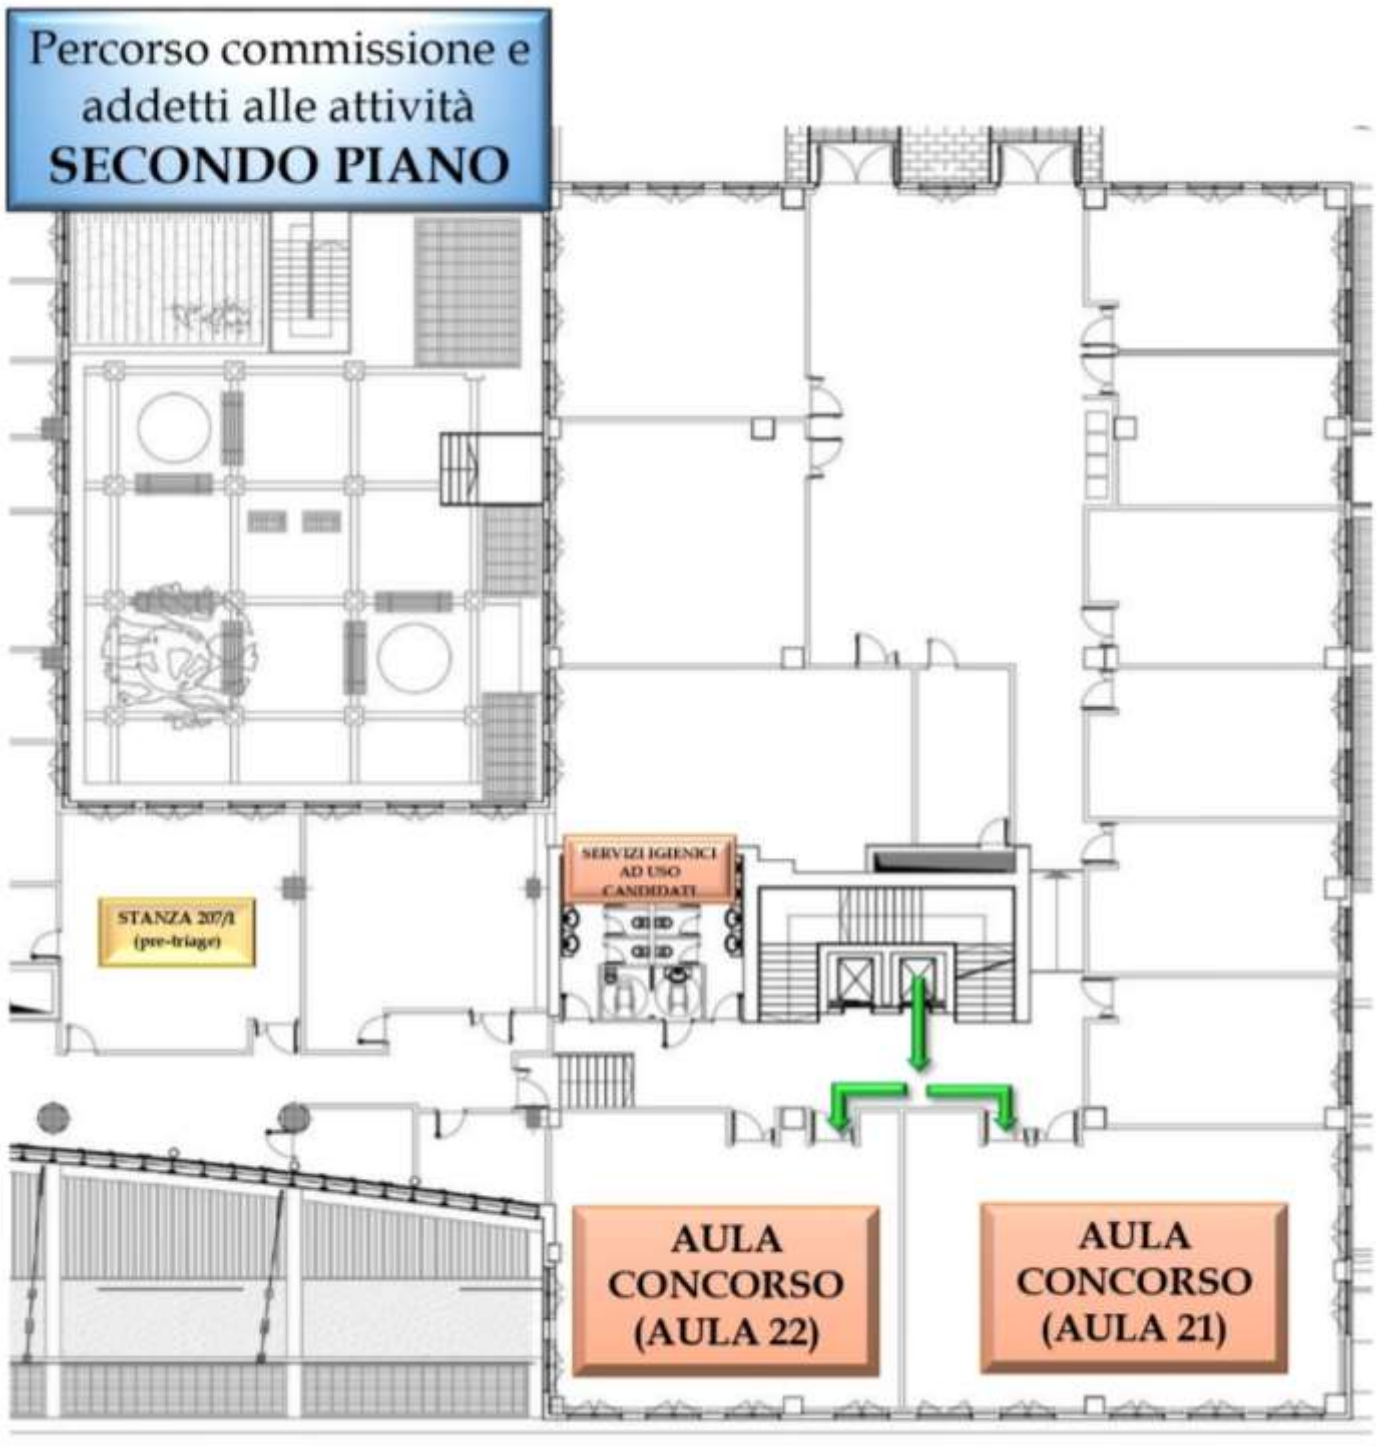 Percorso commissione e
addetti alle attività
SECONDO PIANO
SERVIZI IGIENICI
AD USO
CANDIDATI
STANZA 207/1
(pre-triage)
AULA
CONCORSO
(AULA 22)
AULA
CONCORSO
(AULA 21)